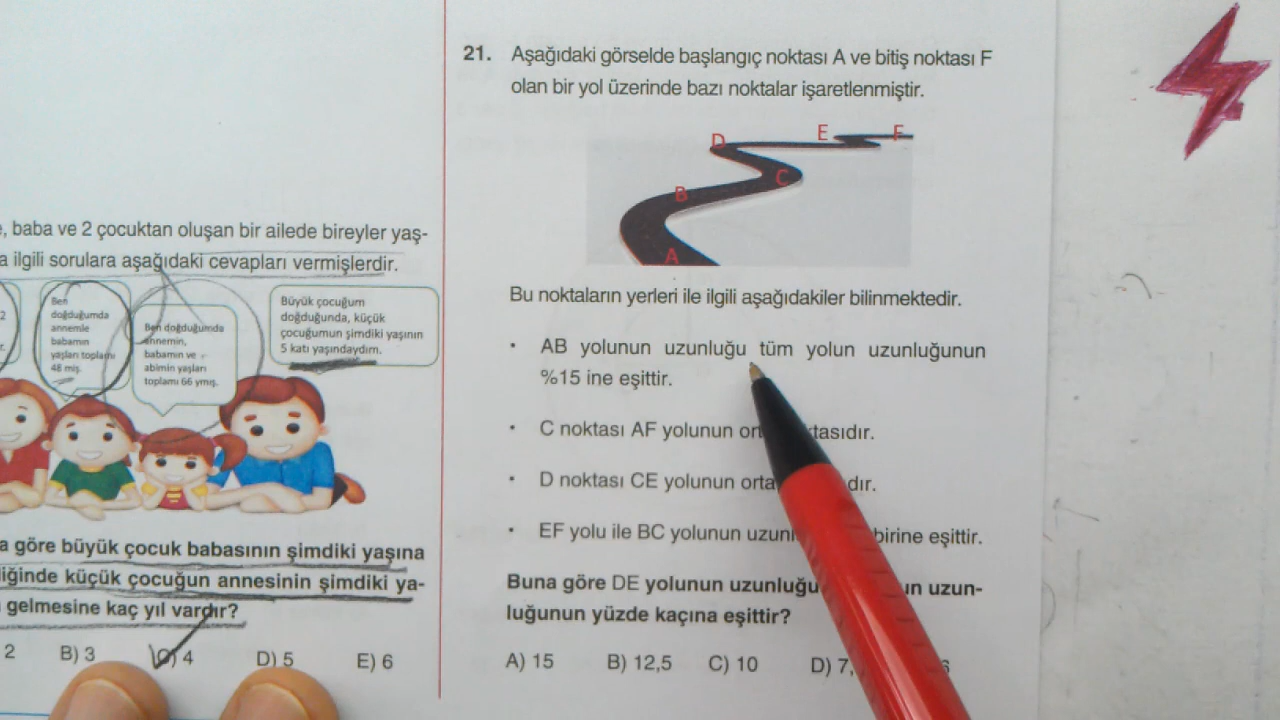 e, baba ve 2 çocuktan oluşan bir ailede bireyler yaş-
a ilgili sorulara aşağıdaki cevapları vermişlerdir.
2
r.
Ben
doğduğumda
annemle
babamın
yaşları toplamı
48 miş.
Ben doğduğumda
annemin,
babamın ve
abimin yaşları
toplamı 66 ymış.
Büyük çocuğum
doğduğunda, küçük
çocuğumun şimdiki yaşının
5 katı yaşındaydım.
a göre büyük çocuk babasının şimdiki yaşına
liğinde küçük çocuğun annesinin şimdiki ya-
gelmesine kaç yıl vardır?
2 B) 3 C) 4 D) 5 E) 6
21. Aşağıdaki görselde başlangıç noktası A ve bitiş noktası F
olan bir yol üzerinde bazı noktalar işaretlenmiştir.
D E F
C
B
A
Bu noktaların yerleri ile ilgili aşağıdakiler bilinmektedir.
• AB yolunun uzunluğu tüm yolun uzunluğunun
%15 ine eşittir.
• C noktası AF yolunun ort ktasıdır.
• D noktası CE yolunun orta dır.
• EF yolu ile BC yolunun uzunl birine eşittir.
Buna göre DE yolunun uzunluğu ın uzun-
luğunun yüzde kaçına eşittir?
A) 15 B) 12,5 C) 10 D) 7,